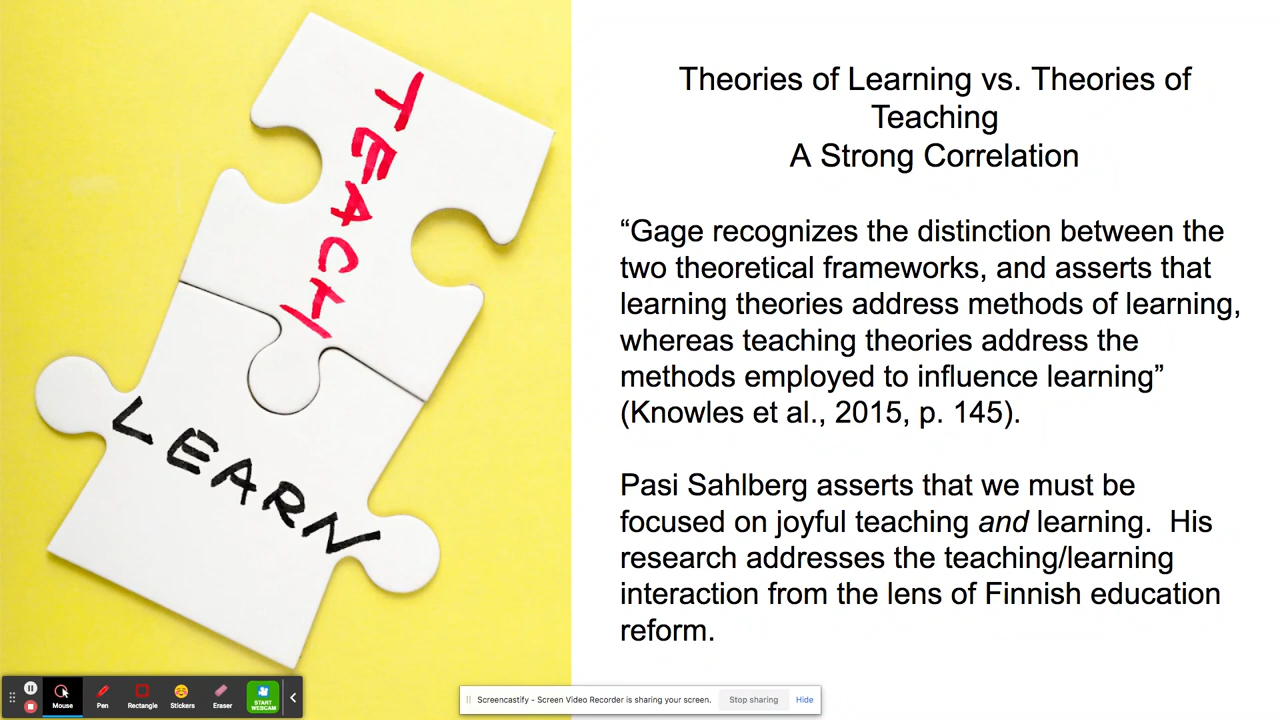 TEACH
LEARN
Theories of Learning vs. Theories of
Teaching
A Strong Correlation
“Gage recognizes the distinction between the
two theoretical frameworks, and asserts that
learning theories address methods of learning,
whereas teaching theories address the
methods employed to influence learning”
(Knowles et al., 2015, p. 145).
Pasi Sahlberg asserts that we must be
focused on joyful teaching and learning.  His
research addresses the teaching/learning
interaction from the lens of Finnish education
reform.
Mouse
Pen
Rectangle
Stickers
Eraser
START
WEBCAM
Screencastify - Screen Video Recorder is sharing your screen.
Stop sharing
Hide